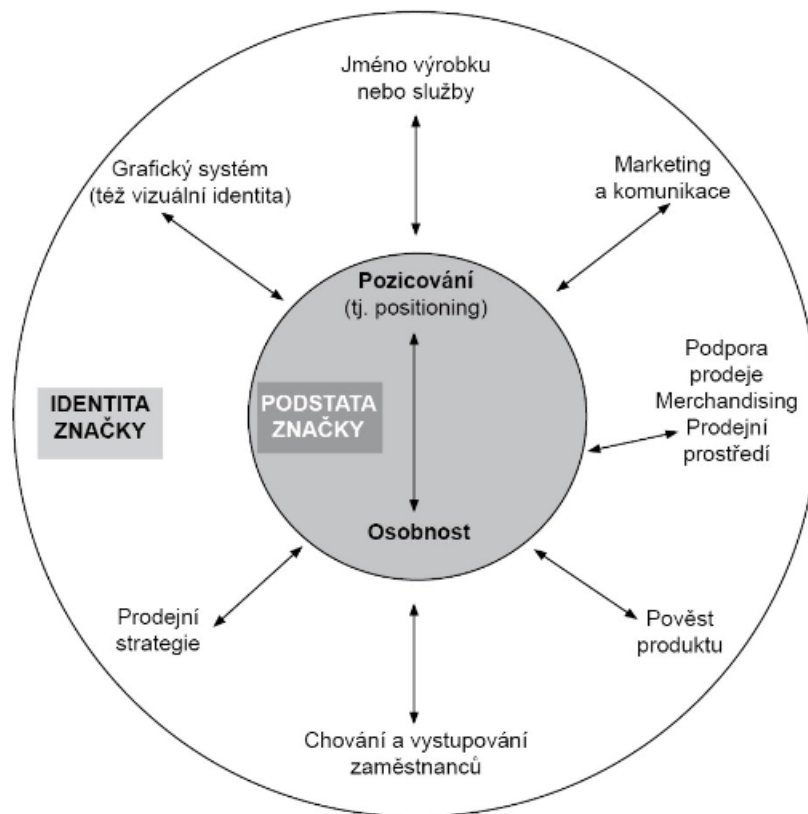 Jméno výrobku
nebo služby
Grafický systém
(též vizuální identita)
Marketing
a komunikace
Pozicování
(tj. positioning)
Podpora
prodeje
Merchandising
Prodejní
prostředí
IDENTITA
ZNAČKY
PODSTATA
ZNAČKY
Osobnost
Prodejní
strategie
Pověst
produktu
Chování a vystupování
zaměstnanců